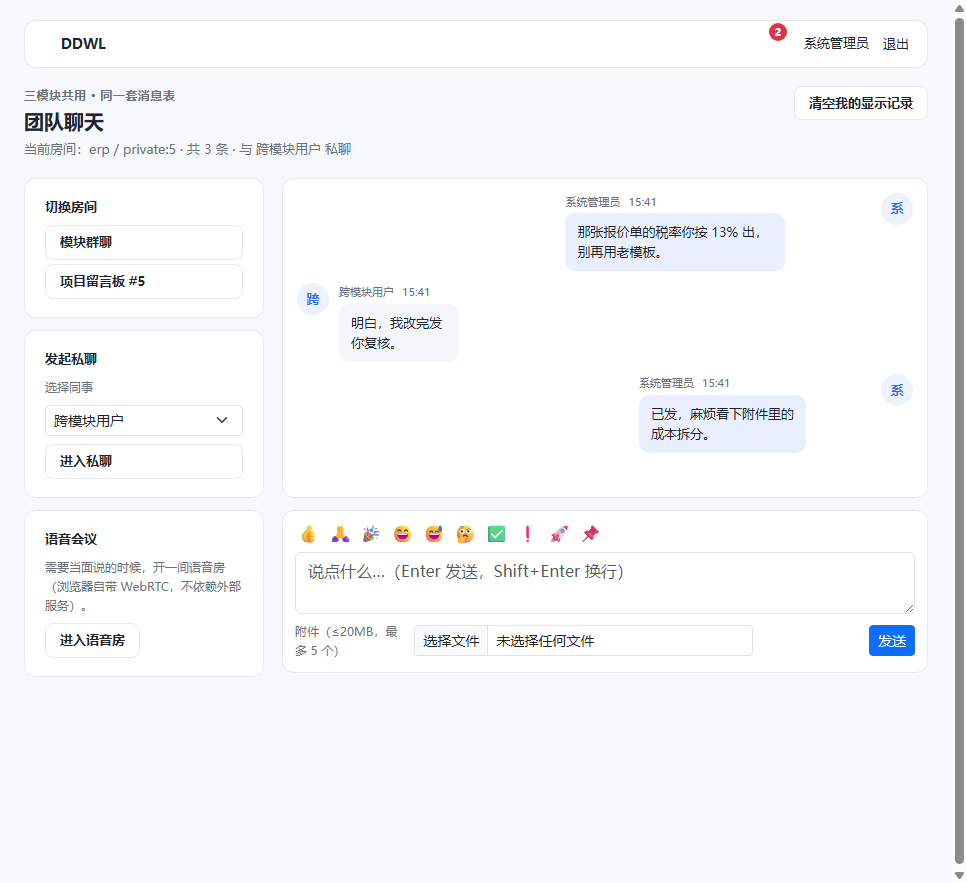 DDWL
2
系统管理员 退出
三模块共用 • 同一套消息表
团队聊天
当前房间：erp / private:5 · 共 3 条 · 与 跨模块用户 私聊
清空我的显示记录
切换房间
模块群聊
项目留言板 #5
发起私聊
选择同事
跨模块用户
进入私聊
语音会议
需要当面说的时候，开一间语音房
（浏览器自带 WebRTC，不依赖外部
服务）。
进入语音房
系统管理员 15:41
系
那张报价单的税率你按 13% 出，
别再用老模板。
跨
跨模块用户 15:41
明白，我改完发
你复核。
系统管理员 15:41
系
已发，麻烦看下附件里的
成本拆分。
说点什么...（Enter 发送，Shift+Enter 换行）
附件（≤20MB，最
多 5 个）
选择文件 未选择任何文件
发送